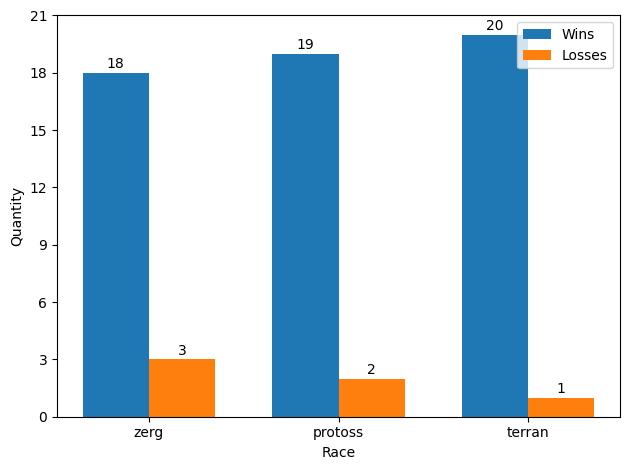 21
18
15
12
9
6
3
0
Quantity
18
19
20
3
2
1
Wins
Losses
zerg
protoss
terran
Race